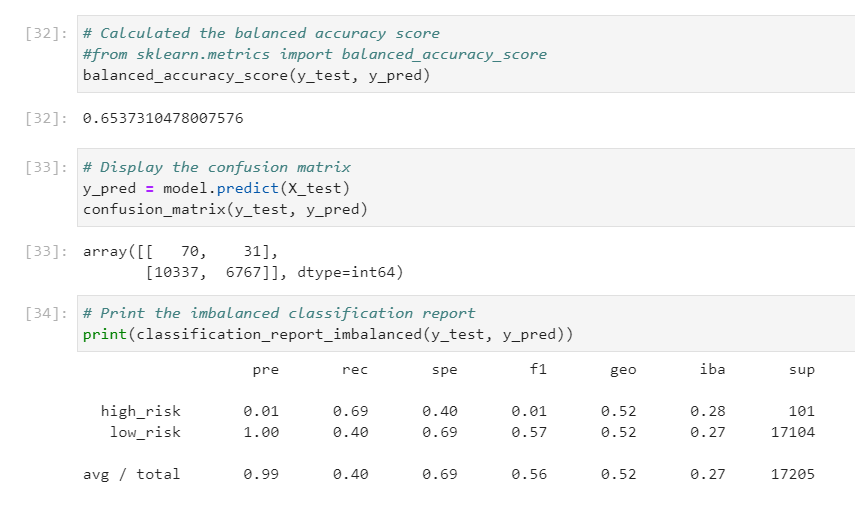 [32]: # Calculated the balanced accuracy score
#from sklearn.metrics import balanced_accuracy_score
balanced_accuracy_score(y_test, y_pred)
[32]: 0.6537310478007576
[33]: # Display the confusion matrix
y_pred = model.predict(X_test)
confusion_matrix(y_test, y_pred)
[33]: array([[   70,    31],
       [10337,  6767]], dtype=int64)
[34]: # Print the imbalanced classification report
print(classification_report_imbalanced(y_test, y_pred))
pre rec spe f1 geo iba sup
high_risk 0.01 0.69 0.40 0.01 0.52 0.28 101
low_risk 1.00 0.40 0.69 0.57 0.52 0.27 17104
avg / total 0.99 0.40 0.69 0.56 0.52 0.27 17205